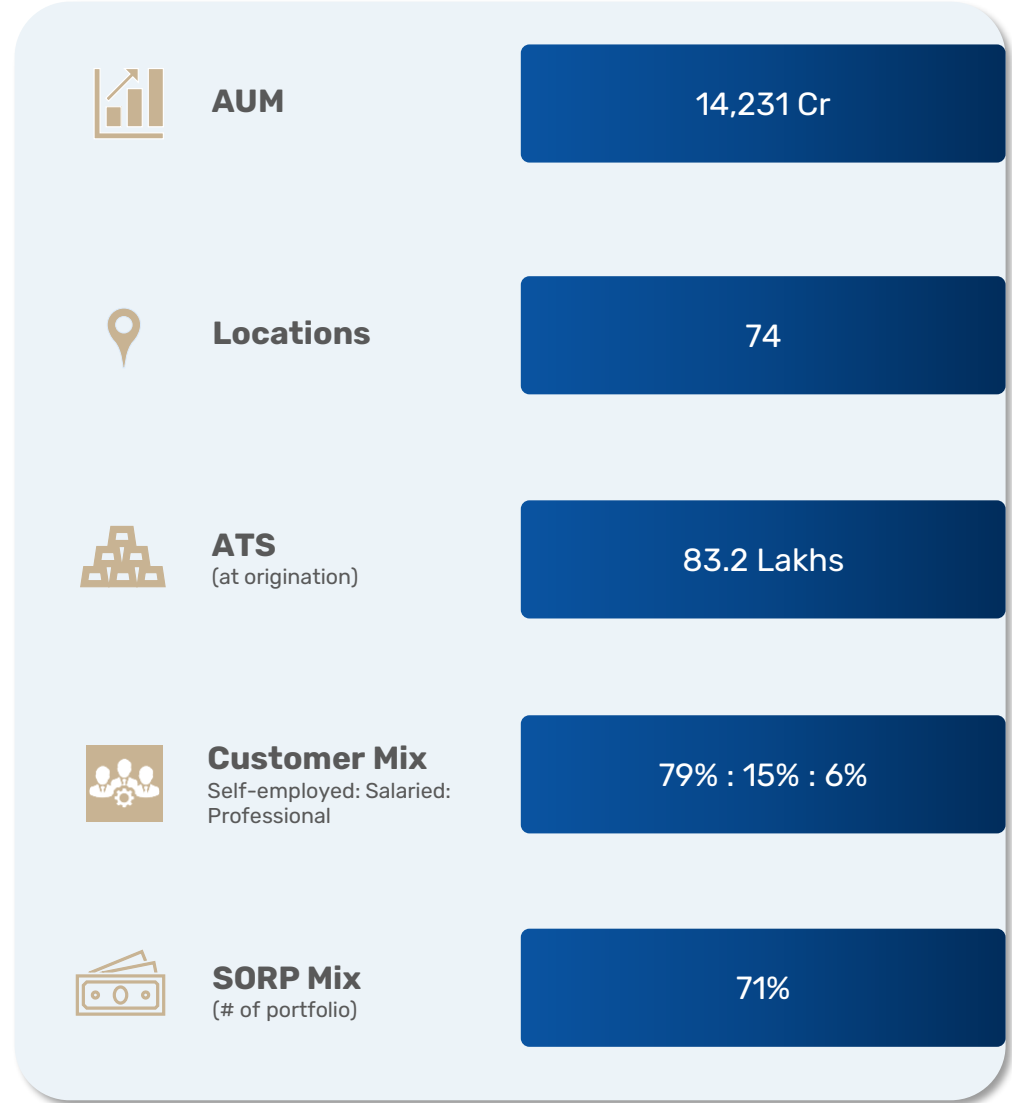 AUM
14,231 Cr
Locations
74
ATS
(at origination)
83.2 Lakhs
Customer Mix
Self-employed: Salaried:
Professional
79% : 15% : 6%
SORP Mix
(# of portfolio)
71%